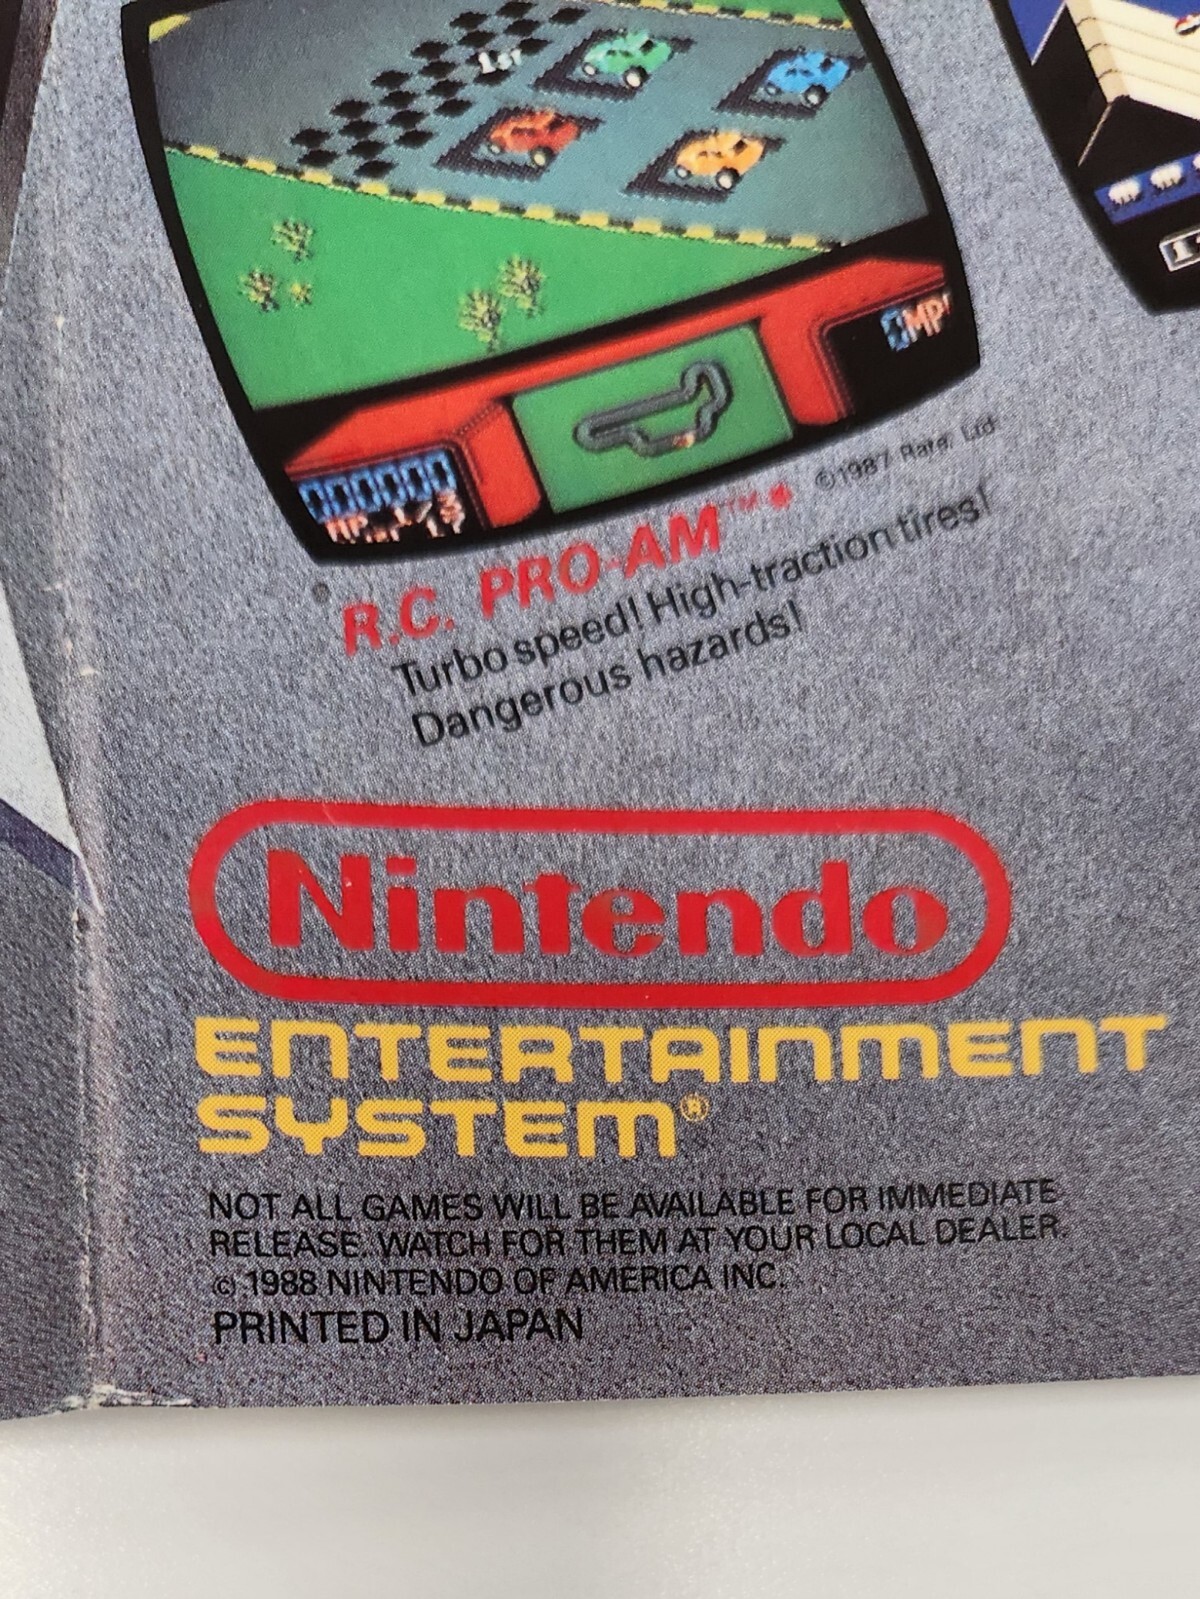 1st
0MPH
000000
©1987 Rare, Ltd.
R.C. PRO-AM™
Turbo speed! High-traction tires!
Dangerous hazards!
Nintendo
ENTERTAINMENT
SYSTEM®
NOT ALL GAMES WILL BE AVAILABLE FOR IMMEDIATE
RELEASE. WATCH FOR THEM AT YOUR LOCAL DEALER.
© 1988 NINTENDO OF AMERICA INC.
PRINTED IN JAPAN